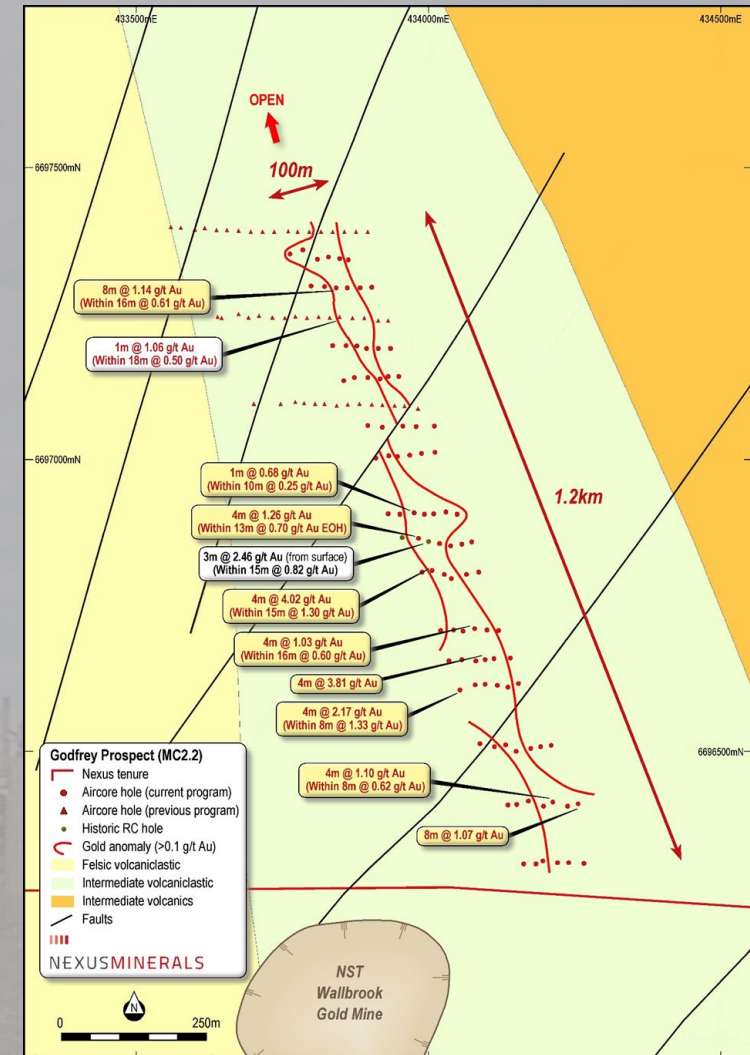 433500mE
434000mE
434500mE
OPEN
6697500mN
100m
8m @ 1.14 g/t Au
(Within 16m @ 0.61 g/t Au)
1m @ 1.06 g/t Au
(Within 18m @ 0.50 g/t Au)
6697000mN
1.2km
1m @ 0.68 g/t Au
(Within 10m @ 0.25 g/t Au)
4m @ 1.26 g/t Au
(Within 13m @ 0.70 g/t Au EOH)
3m @ 2.46 g/t Au (from surface)
(Within 15m @ 0.82 g/t Au)
4m @ 4.02 g/t Au
(Within 15m @ 1.30 g/t Au)
4m @ 1.03 g/t Au
(Within 16m @ 0.60 g/t Au)
4m @ 3.81 g/t Au
4m @ 2.17 g/t Au
(Within 8m @ 1.33 g/t Au)
6696500mN
4m @ 1.10 g/t Au
(Within 8m @ 0.62 g/t Au)
8m @ 1.07 g/t Au
Godfrey Prospect (MC2.2)
Nexus tenure
Aircore hole (current program)
Aircore hole (previous program)
Historic RC hole
Gold anomaly (>0.1 g/t Au)
Felsic volcaniclastic
Intermediate volcaniclastic
Intermediate volcanics
Faults
NEXUSMINERALS
NST
Wallbrook
Gold Mine
N
0 250m